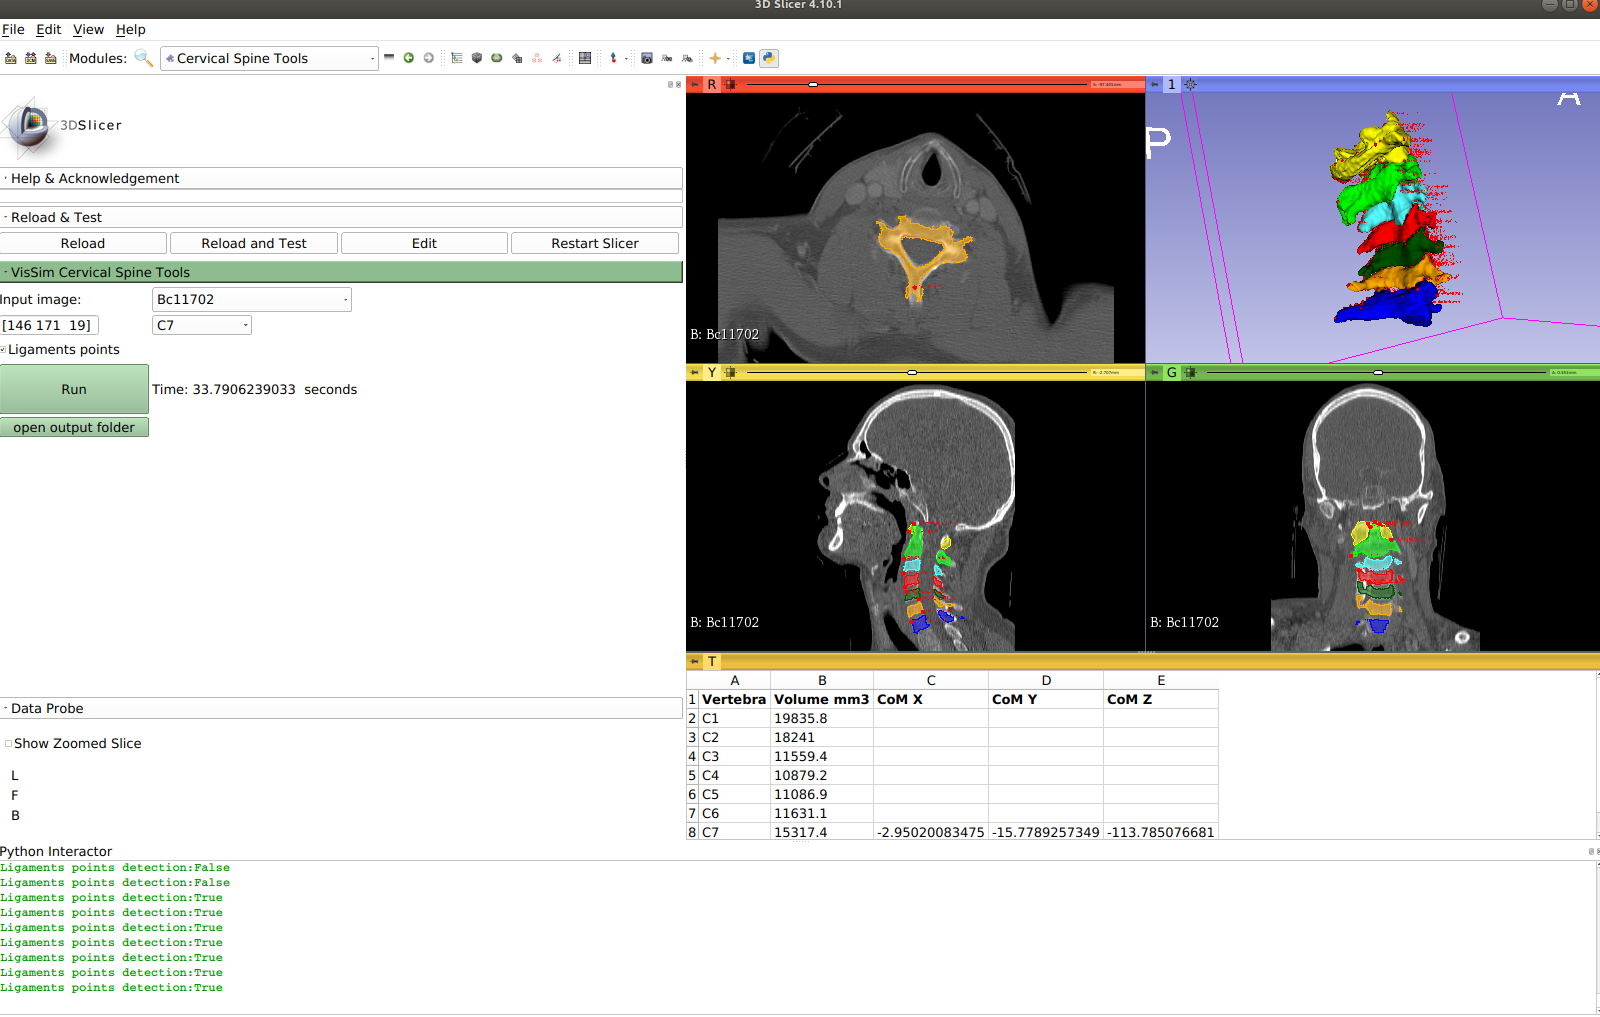 3D Slicer 4.10.1
File Edit View Help
Modules: Cervical Spine Tools
3DSlicer
Help & Acknowledgement
Reload & Test
Reload Reload and Test Edit Restart Slicer
VisSim Cervical Spine Tools
Input image: Bc11702
[146 171 19] C7
Ligaments points
Run Time: 33.7906239033 seconds
open output folder
Data Probe
Show Zoomed Slice
L
F
B
R
B: Bc11702
1
A
P
Y
B: Bc11702
G
B: Bc11702
T
A B C D E
1 Vertebra Volume mm3 CoM X CoM Y CoM Z
2 C1 19835.8
3 C2 18241
4 C3 11559.4
5 C4 10879.2
6 C5 11086.9
7 C6 11631.1
8 C7 15317.4 -2.95020083475 -15.7789257349 -113.785076681
Python Interactor
Ligaments points detection:False
Ligaments points detection:False
Ligaments points detection:True
Ligaments points detection:True
Ligaments points detection:True
Ligaments points detection:True
Ligaments points detection:True
Ligaments points detection:True
Ligaments points detection:True